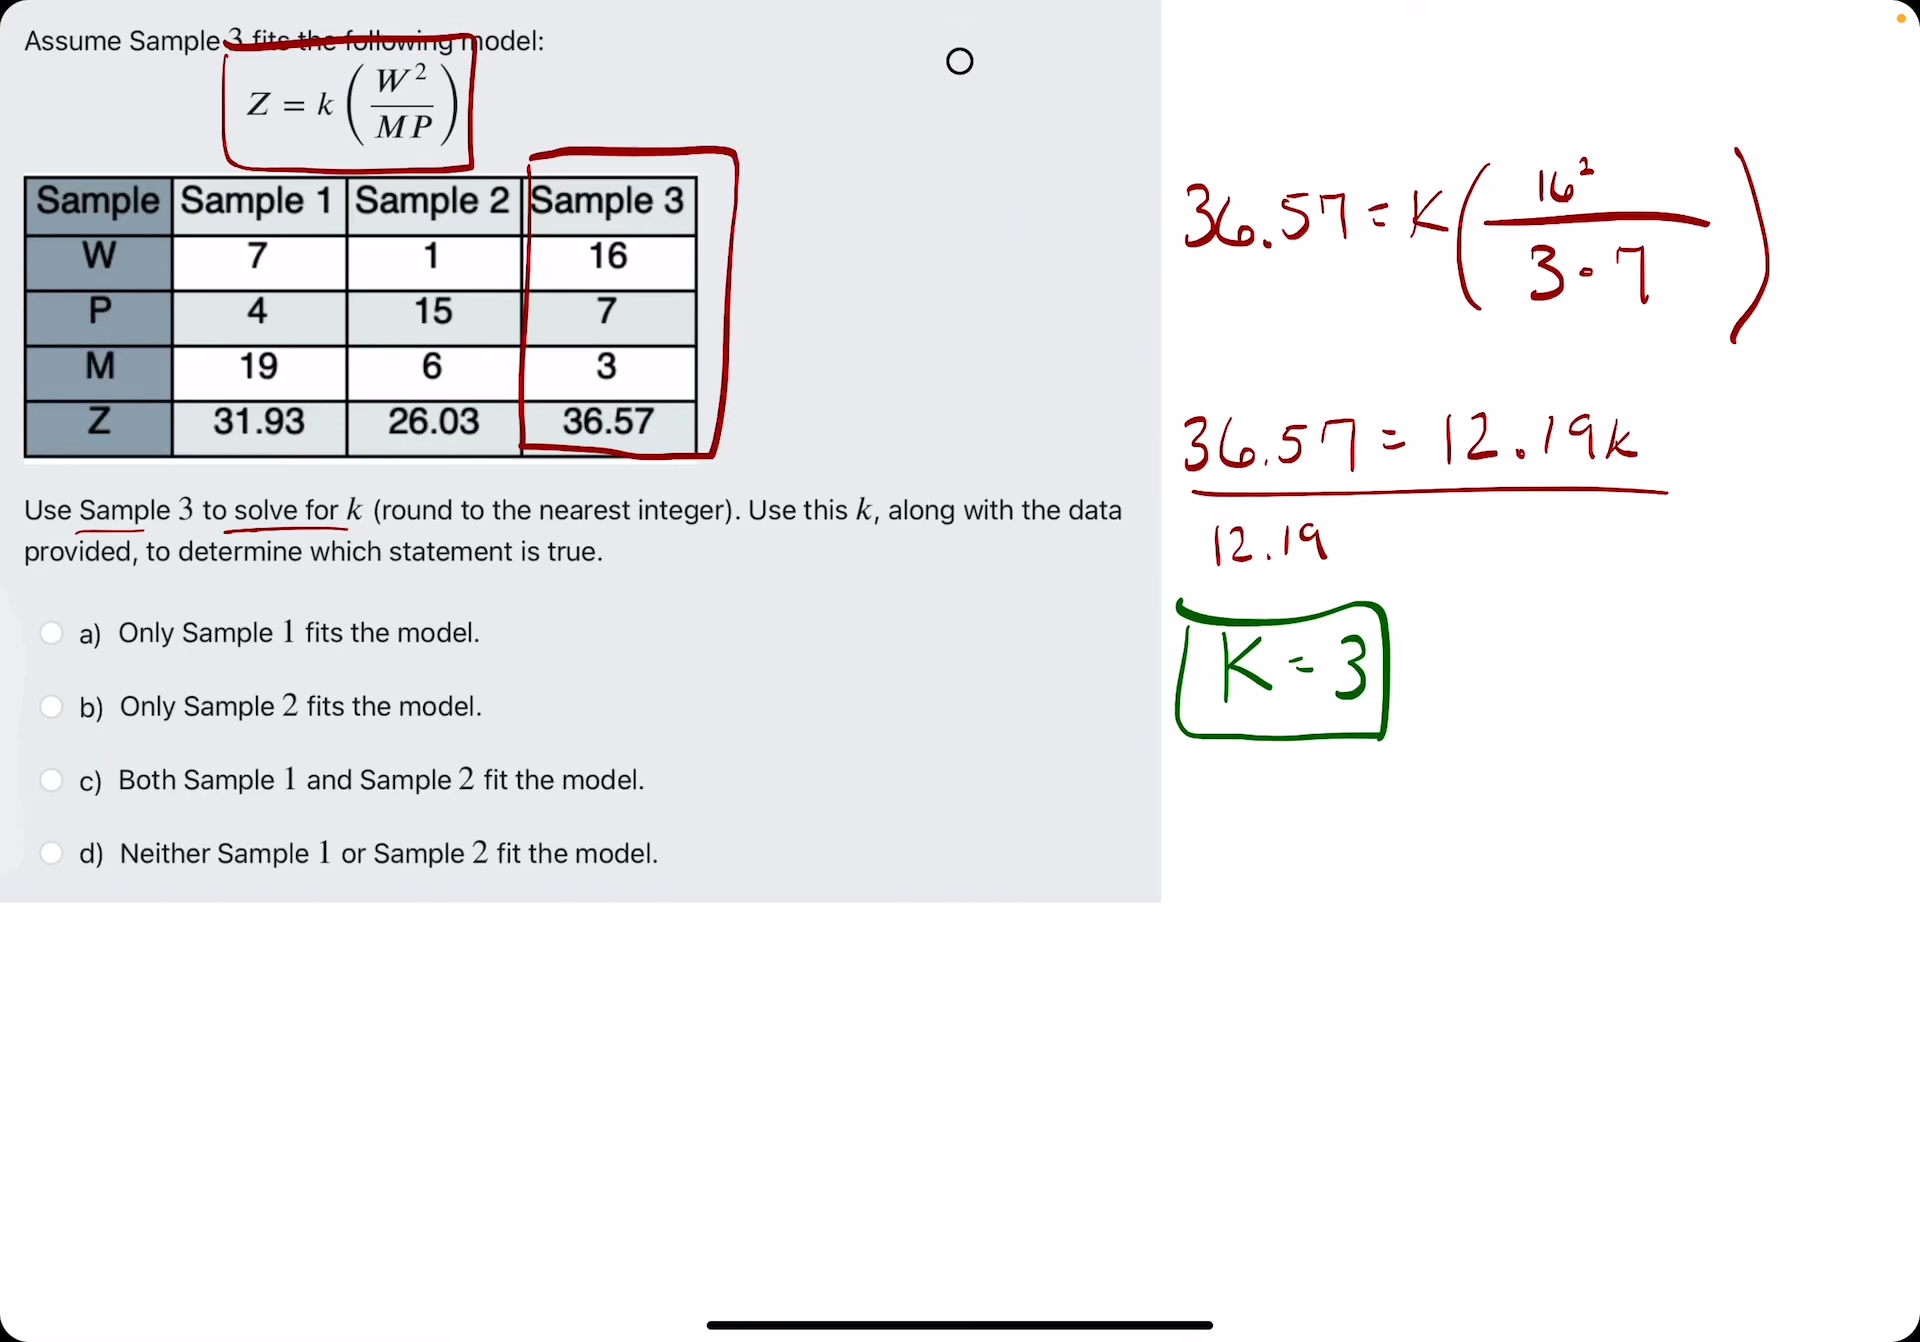 Assume Sample 3 fits the following model:
Z = k ( W² / MP )
Sample Sample 1 Sample 2 Sample 3
W 7 1 16
P 4 15 7
M 19 6 3
Z 31.93 26.03 36.57
Use Sample 3 to solve for k (round to the nearest integer). Use this k, along with the data
provided, to determine which statement is true.
a) Only Sample 1 fits the model.
b) Only Sample 2 fits the model.
c) Both Sample 1 and Sample 2 fit the model.
d) Neither Sample 1 or Sample 2 fit the model.
36.57 = K ( 16² / 3·7 )
36.57 = 12.19k
12.19
K = 3